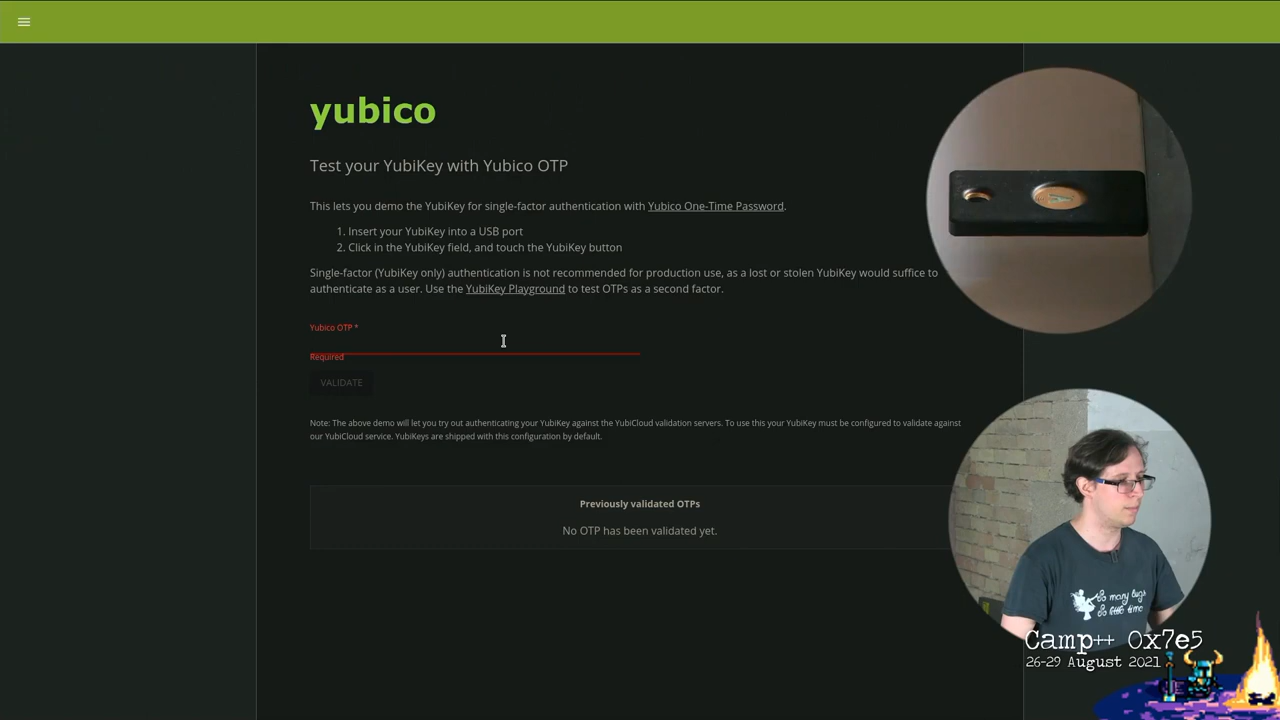 yubico
Test your YubiKey with Yubico OTP
This lets you demo the YubiKey for single-factor authentication with Yubico One-Time Password.
1. Insert your YubiKey into a USB port
2. Click in the YubiKey field, and touch the YubiKey button
Single-factor (YubiKey only) authentication is not recommended for production use, as a lost or stolen YubiKey would suffice to
authenticate as a user. Use the YubiKey Playground to test OTPs as a second factor.
Yubico OTP *
Required
VALIDATE
Note: The above demo will let you try out authenticating your YubiKey against the YubiCloud validation servers. To use this your YubiKey must be configured to validate against
our YubiCloud service. YubiKeys are shipped with this configuration by default.
Previously validated OTPs
No OTP has been validated yet.
So many bugs
So little time
Camp++ 0x7e5
26-29 August 2021